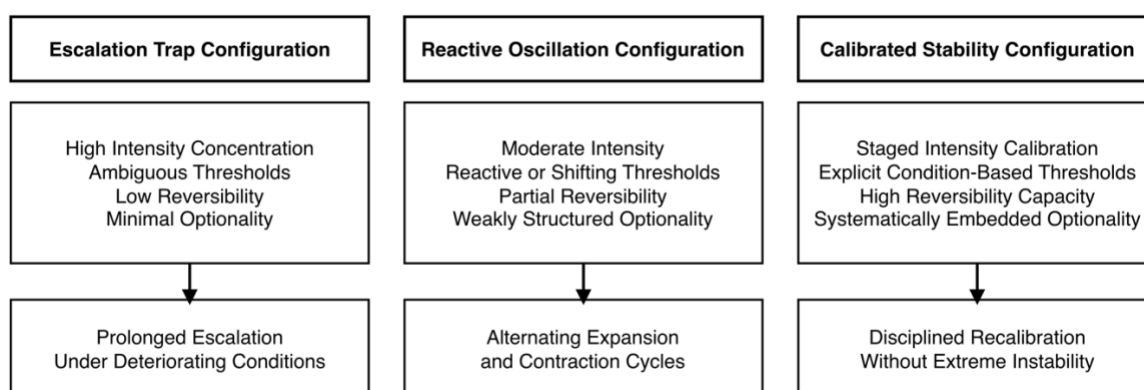 Escalation Trap Configuration
High Intensity Concentration
Ambiguous Thresholds
Low Reversibility
Minimal Optionality
Prolonged Escalation
Under Deteriorating Conditions
Reactive Oscillation Configuration
Moderate Intensity
Reactive or Shifting Thresholds
Partial Reversibility
Weakly Structured Optionality
Alternating Expansion
and Contraction Cycles
Calibrated Stability Configuration
Staged Intensity Calibration
Explicit Condition-Based Thresholds
High Reversibility Capacity
Systematically Embedded Optionality
Disciplined Recalibration
Without Extreme Instability